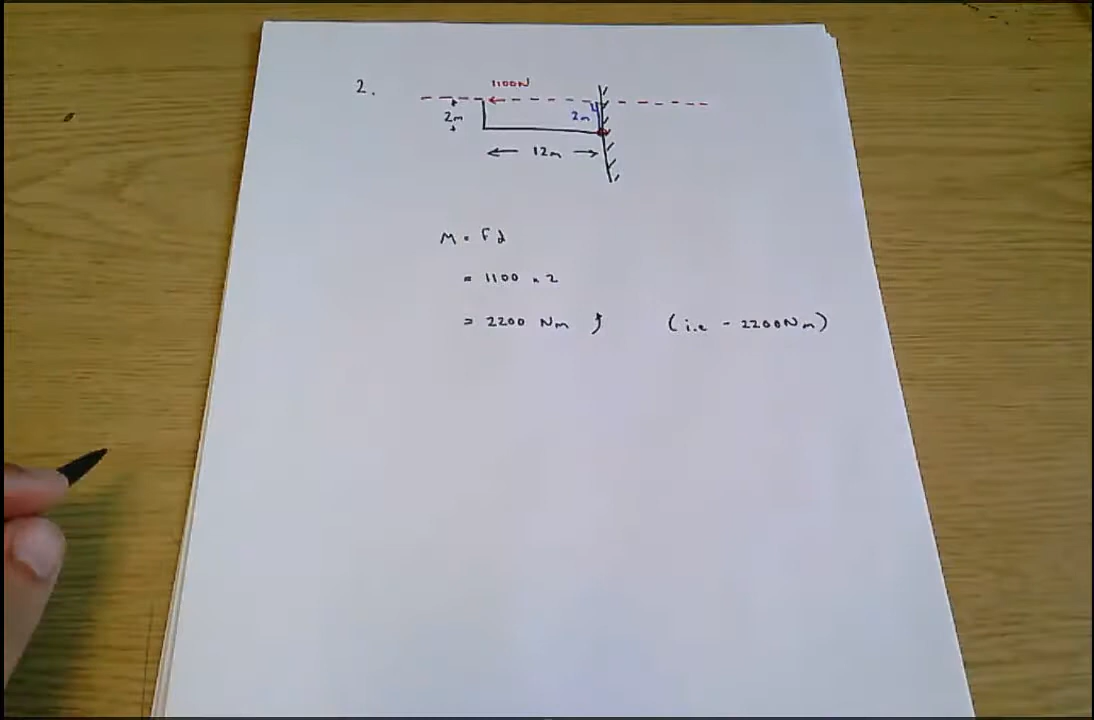 2.
1100N
2m
2m
12m
M = Fd
= 1100 x 2
= 2200 Nm (i.e - 2200Nm)